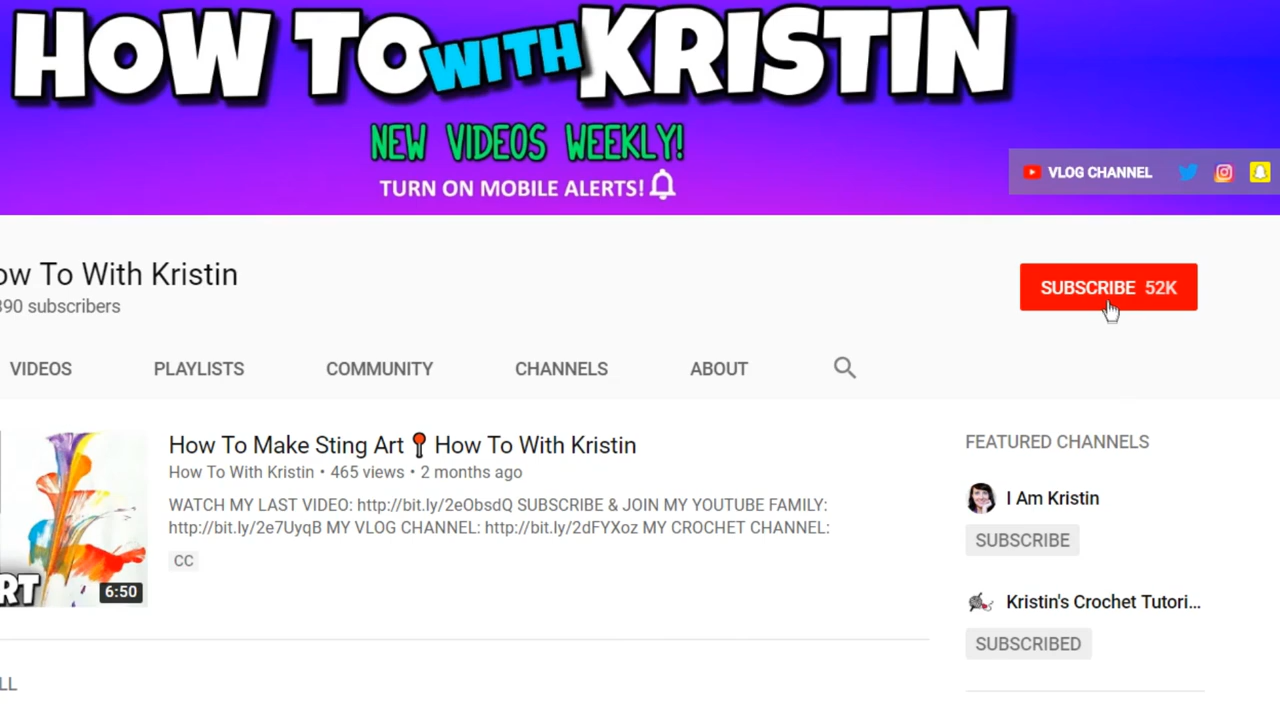 HOW TO WITH KRISTIN
NEW VIDEOS WEEKLY!
TURN ON MOBILE ALERTS!
VLOG CHANNEL
ow To With Kristin
890 subscribers
SUBSCRIBE 52K
VIDEOS PLAYLISTS COMMUNITY CHANNELS ABOUT
How To Make Sting Art📍How To With Kristin
How To With Kristin • 465 views • 2 months ago
WATCH MY LAST VIDEO: http://bit.ly/2eObsdQ SUBSCRIBE & JOIN MY YOUTUBE FAMILY:
http://bit.ly/2e7UyqB MY VLOG CHANNEL: http://bit.ly/2dFYXoz MY CROCHET CHANNEL:
CC
RT
6:50
FEATURED CHANNELS
I Am Kristin
SUBSCRIBE
Kristin's Crochet Tutori...
SUBSCRIBED
LL